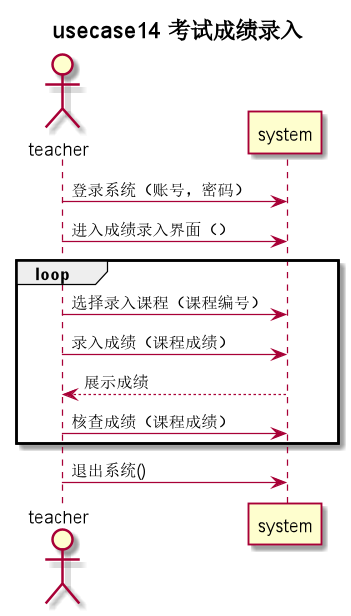 usecase14 考试成绩录入
teacher
system
登录系统（账号，密码）
进入成绩录入界面（）
loop
选择录入课程（课程编号）
录入成绩（课程成绩）
展示成绩
核查成绩（课程成绩）
退出系统()
teacher
system